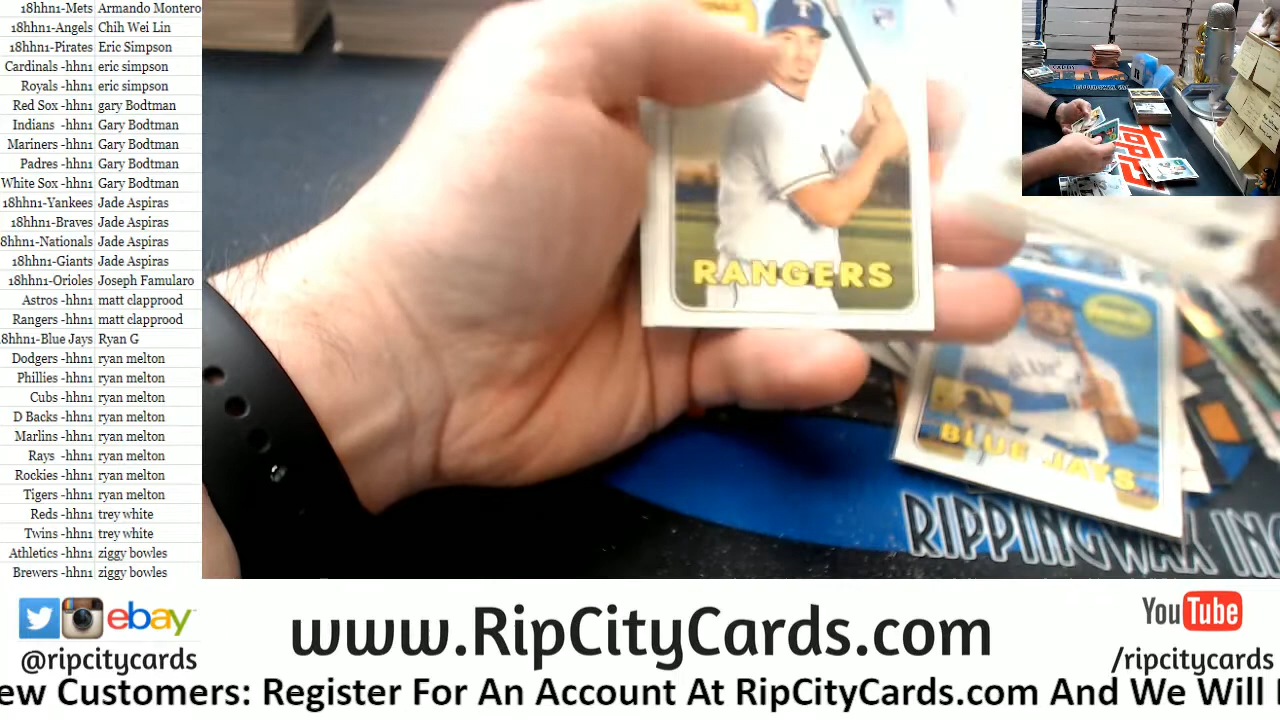 18hhn1-Mets Armando Montero
18hhn1-Angels Chih Wei Lin
18hhn1-Pirates Eric Simpson
Cardinals -hhn1 eric simpson
Royals -hhn1 eric simpson
Red Sox -hhn1 gary Bodtman
Indians -hhn1 Gary Bodtman
Mariners -hhn1 Gary Bodtman
Padres -hhn1 Gary Bodtman
White Sox -hhn1 Gary Bodtman
18hhn1-Yankees Jade Aspiras
18hhn1-Braves Jade Aspiras
8hhn1-Nationals Jade Aspiras
18hhn1-Giants Jade Aspiras
18hhn1-Orioles Joseph Famularo
Astros -hhn1 matt clapprood
Rangers -hhn1 matt clapprood
8hhn1-Blue Jays Ryan G
Dodgers -hhn1 ryan melton
Phillies -hhn1 ryan melton
Cubs -hhn1 ryan melton
D Backs -hhn1 ryan melton
Marlins -hhn1 ryan melton
Rays -hhn1 ryan melton
Rockies -hhn1 ryan melton
Tigers -hhn1 ryan melton
Reds -hhn1 trey white
Twins -hhn1 trey white
Athletics -hhn1 ziggy bowles
Brewers -hhn1 ziggy bowles
T
RANGERS
BLUE JAYS
RIPPINGWAX INC
TOPPS
ebay
@ripcitycards
www.RipCityCards.com
YouTube
/ripcitycards
ew Customers: Register For An Account At RipCityCards.com And We Will